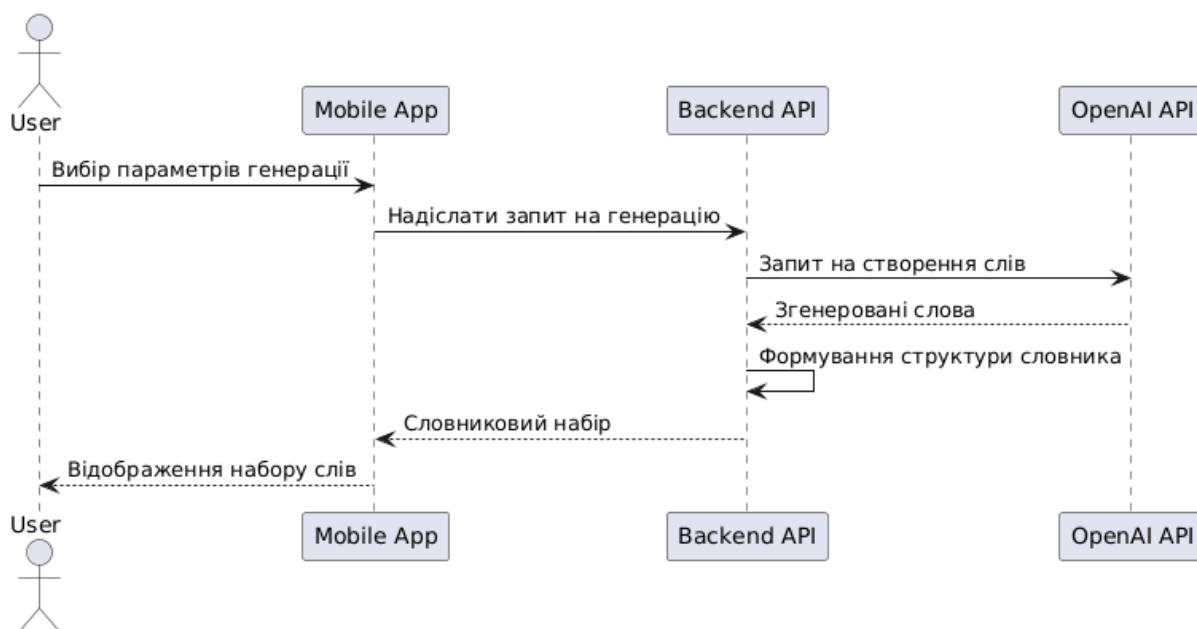 User
Mobile App
Backend API
OpenAI API
Вибір параметрів генерації
Надіслати запит на генерацію
Запит на створення слів
Згенеровані слова
Формування структури словника
Словниковий набір
Відображення набору слів
User
Mobile App
Backend API
OpenAI API